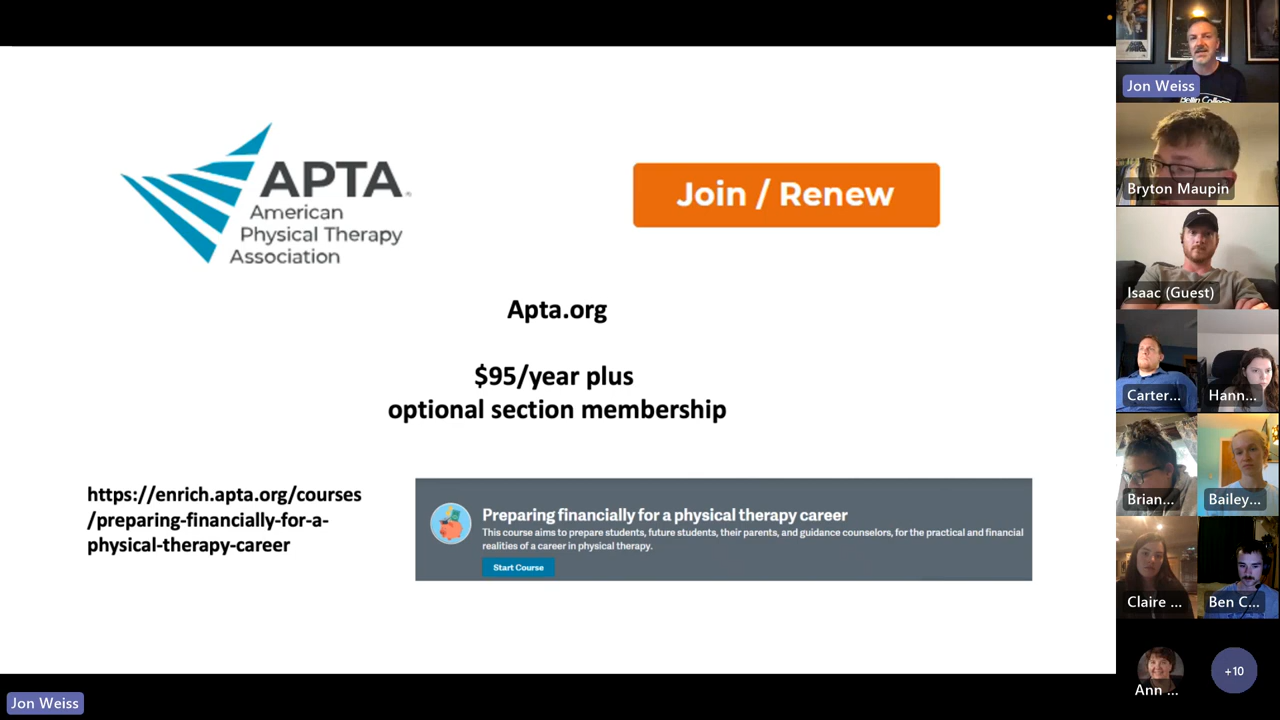 APTA
American
Physical Therapy
Association
Join / Renew
Apta.org
$95/year plus
optional section membership
https://enrich.apta.org/courses
/preparing-financially-for-a-
physical-therapy-career
Preparing financially for a physical therapy career
This course aims to prepare students, future students, their parents, and guidance counselors, for the practical and financial
realities of a career in physical therapy.
Start Course
Jon Weiss
Jon Weiss
Bryton Maupin
Isaac (Guest)
Carter...
Hann...
Brian...
Bailey...
Claire ...
Ben C...
Ann ...
+10